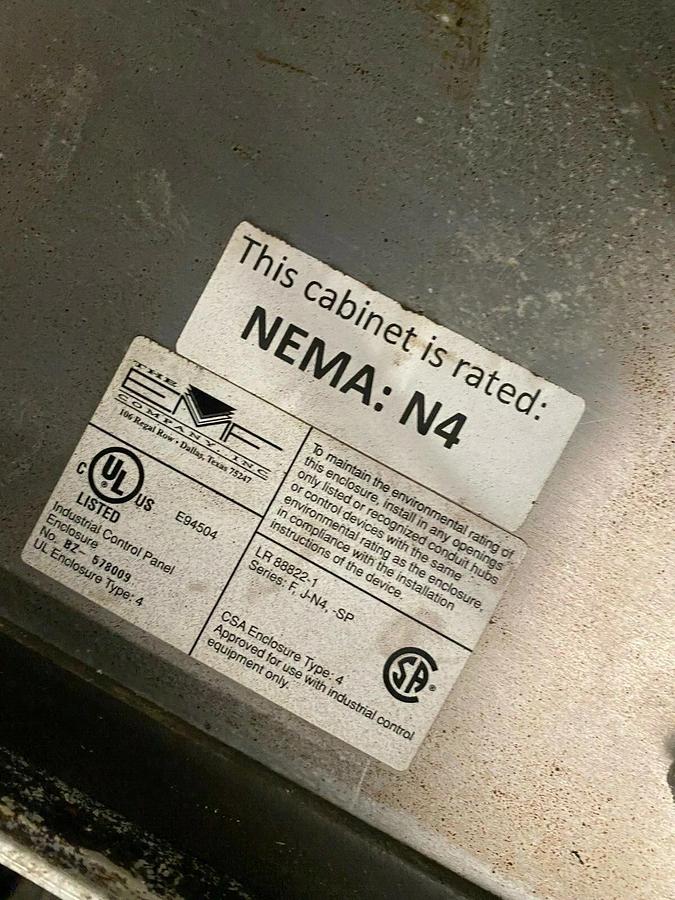 This cabinet is rated:
NEMA: N4
THE
EMF
COMPANY, INC
106 Regal Row • Dallas, Texas 75247
C UL ® US
LISTED
E94504
Industrial Control Panel
Enclosure
No. BZ- 578009
UL Enclosure Type: 4
To maintain the environmental rating of
this enclosure, install in any openings
only listed or recognized conduit hubs
or control devices with the same
environmental rating as the enclosure,
in compliance with the installation
instructions of the device.
LR 88822-1
Series: F, J-N4, -SP
CSA Enclosure Type: 4
Approved for use with industrial control
equipment only.
SA ®